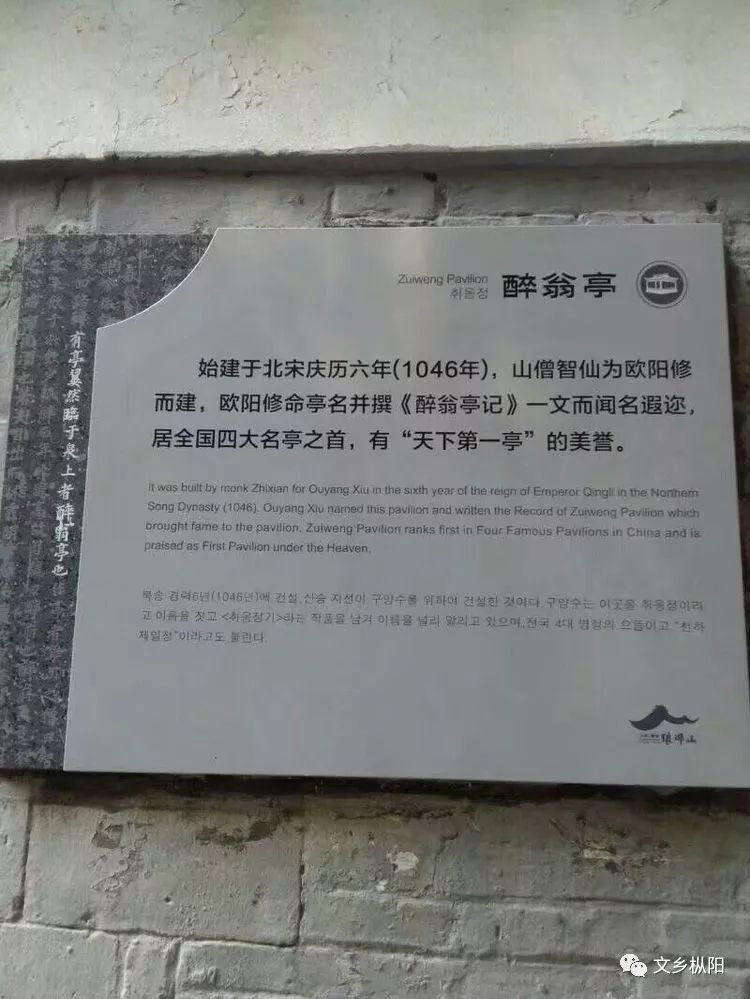 Zuiweng Pavilion
취옹정
醉翁亭
有亭翼然臨于泉上者醉翁亭也
始建于北宋庆历六年(1046年)，山僧智仙为欧阳修
而建，欧阳修命亭名并撰《醉翁亭记》一文而闻名遐迩，
居全国四大名亭之首，有“天下第一亭”的美誉。
It was built by monk Zhixian for Ouyang Xiu in the sixth year of the reign of Emperor Qingli in the Northern
Song Dynasty (1046). Ouyang Xiu named this pavilion and written the Record of Zuiweng Pavilion which
brought fame to the pavilion. Zuiweng Pavilion ranks first in Four Famous Pavilions in China and is
praised as First Pavilion under the Heaven.
북송 경력6년(1046년)에 건설,신승 지선이 구양수를 위하여 건설한 것이다.구양수는 이곳을 취옹정이라
고 이름을 짓고 <취옹정기>라는 작품을 남겨 이름을 널리 알리고 있으며,전국 4대 명정의 으뜸이고 “천하
제일정”이라고도 불린다.
琅琊山
文乡枞阳